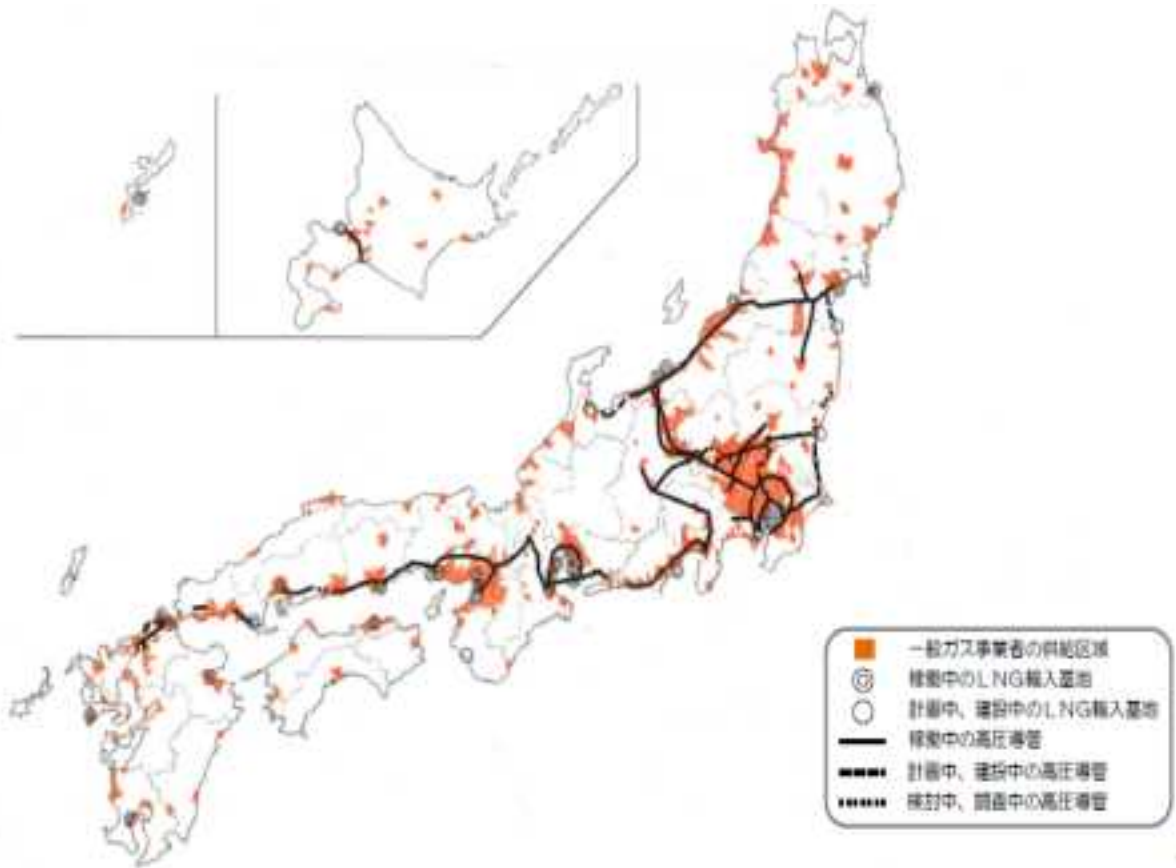 一般ガス事業者の供給区域
稼働中のLNG輸入基地
計画中、建設中のLNG輸入基地
稼働中の高圧導管
計画中、建設中の高圧導管
検討中、調査中の高圧導管